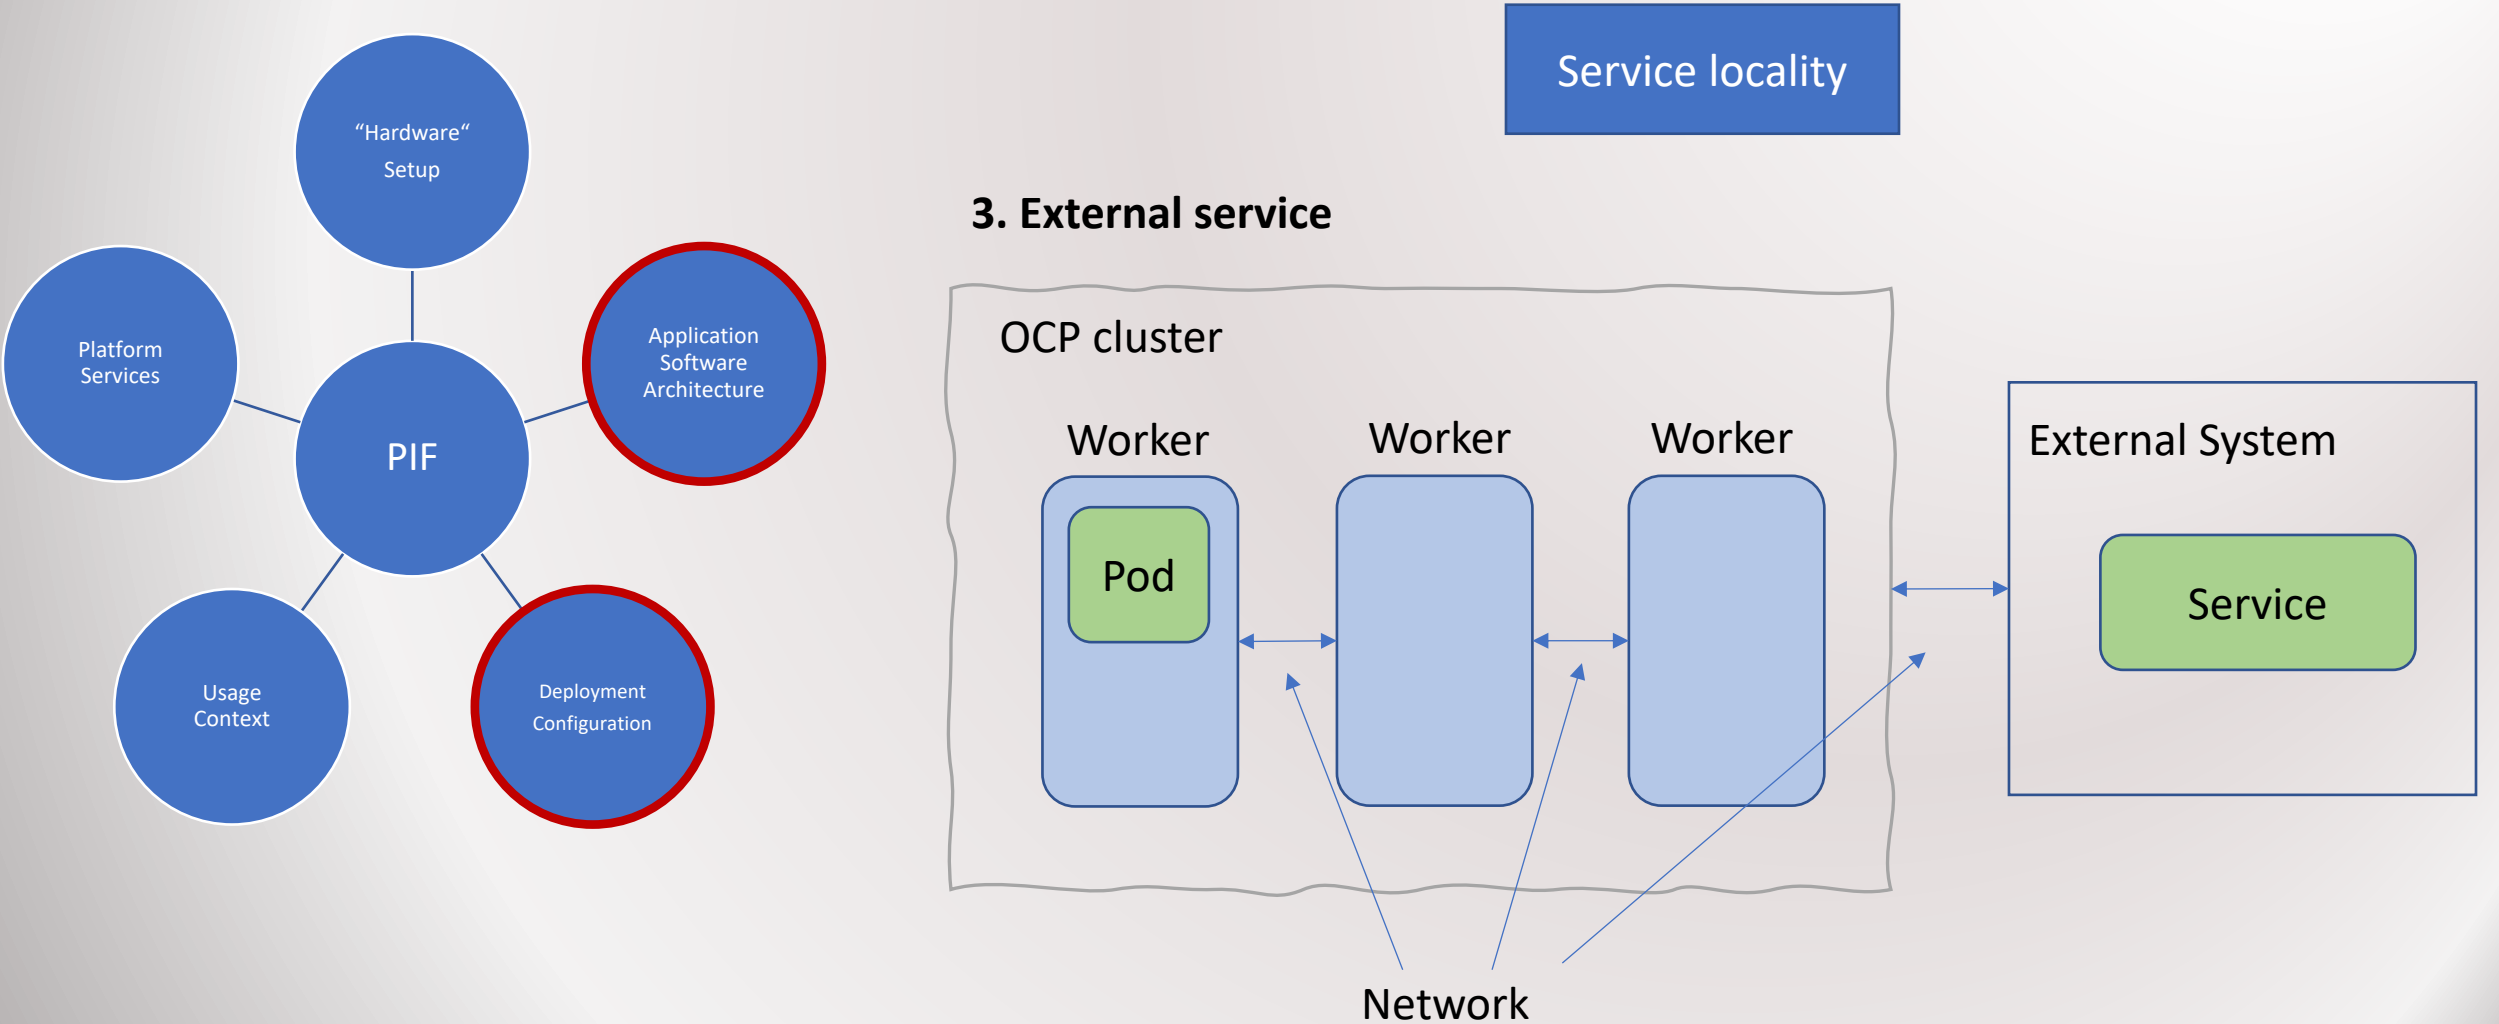 Service locality
“Hardware“
Setup
Application
Software
Architecture
Platform
Services
PIF
Usage
Context
Deployment
Configuration
3. External service
OCP cluster
Worker
Worker
Worker
Pod
External System
Service
Network